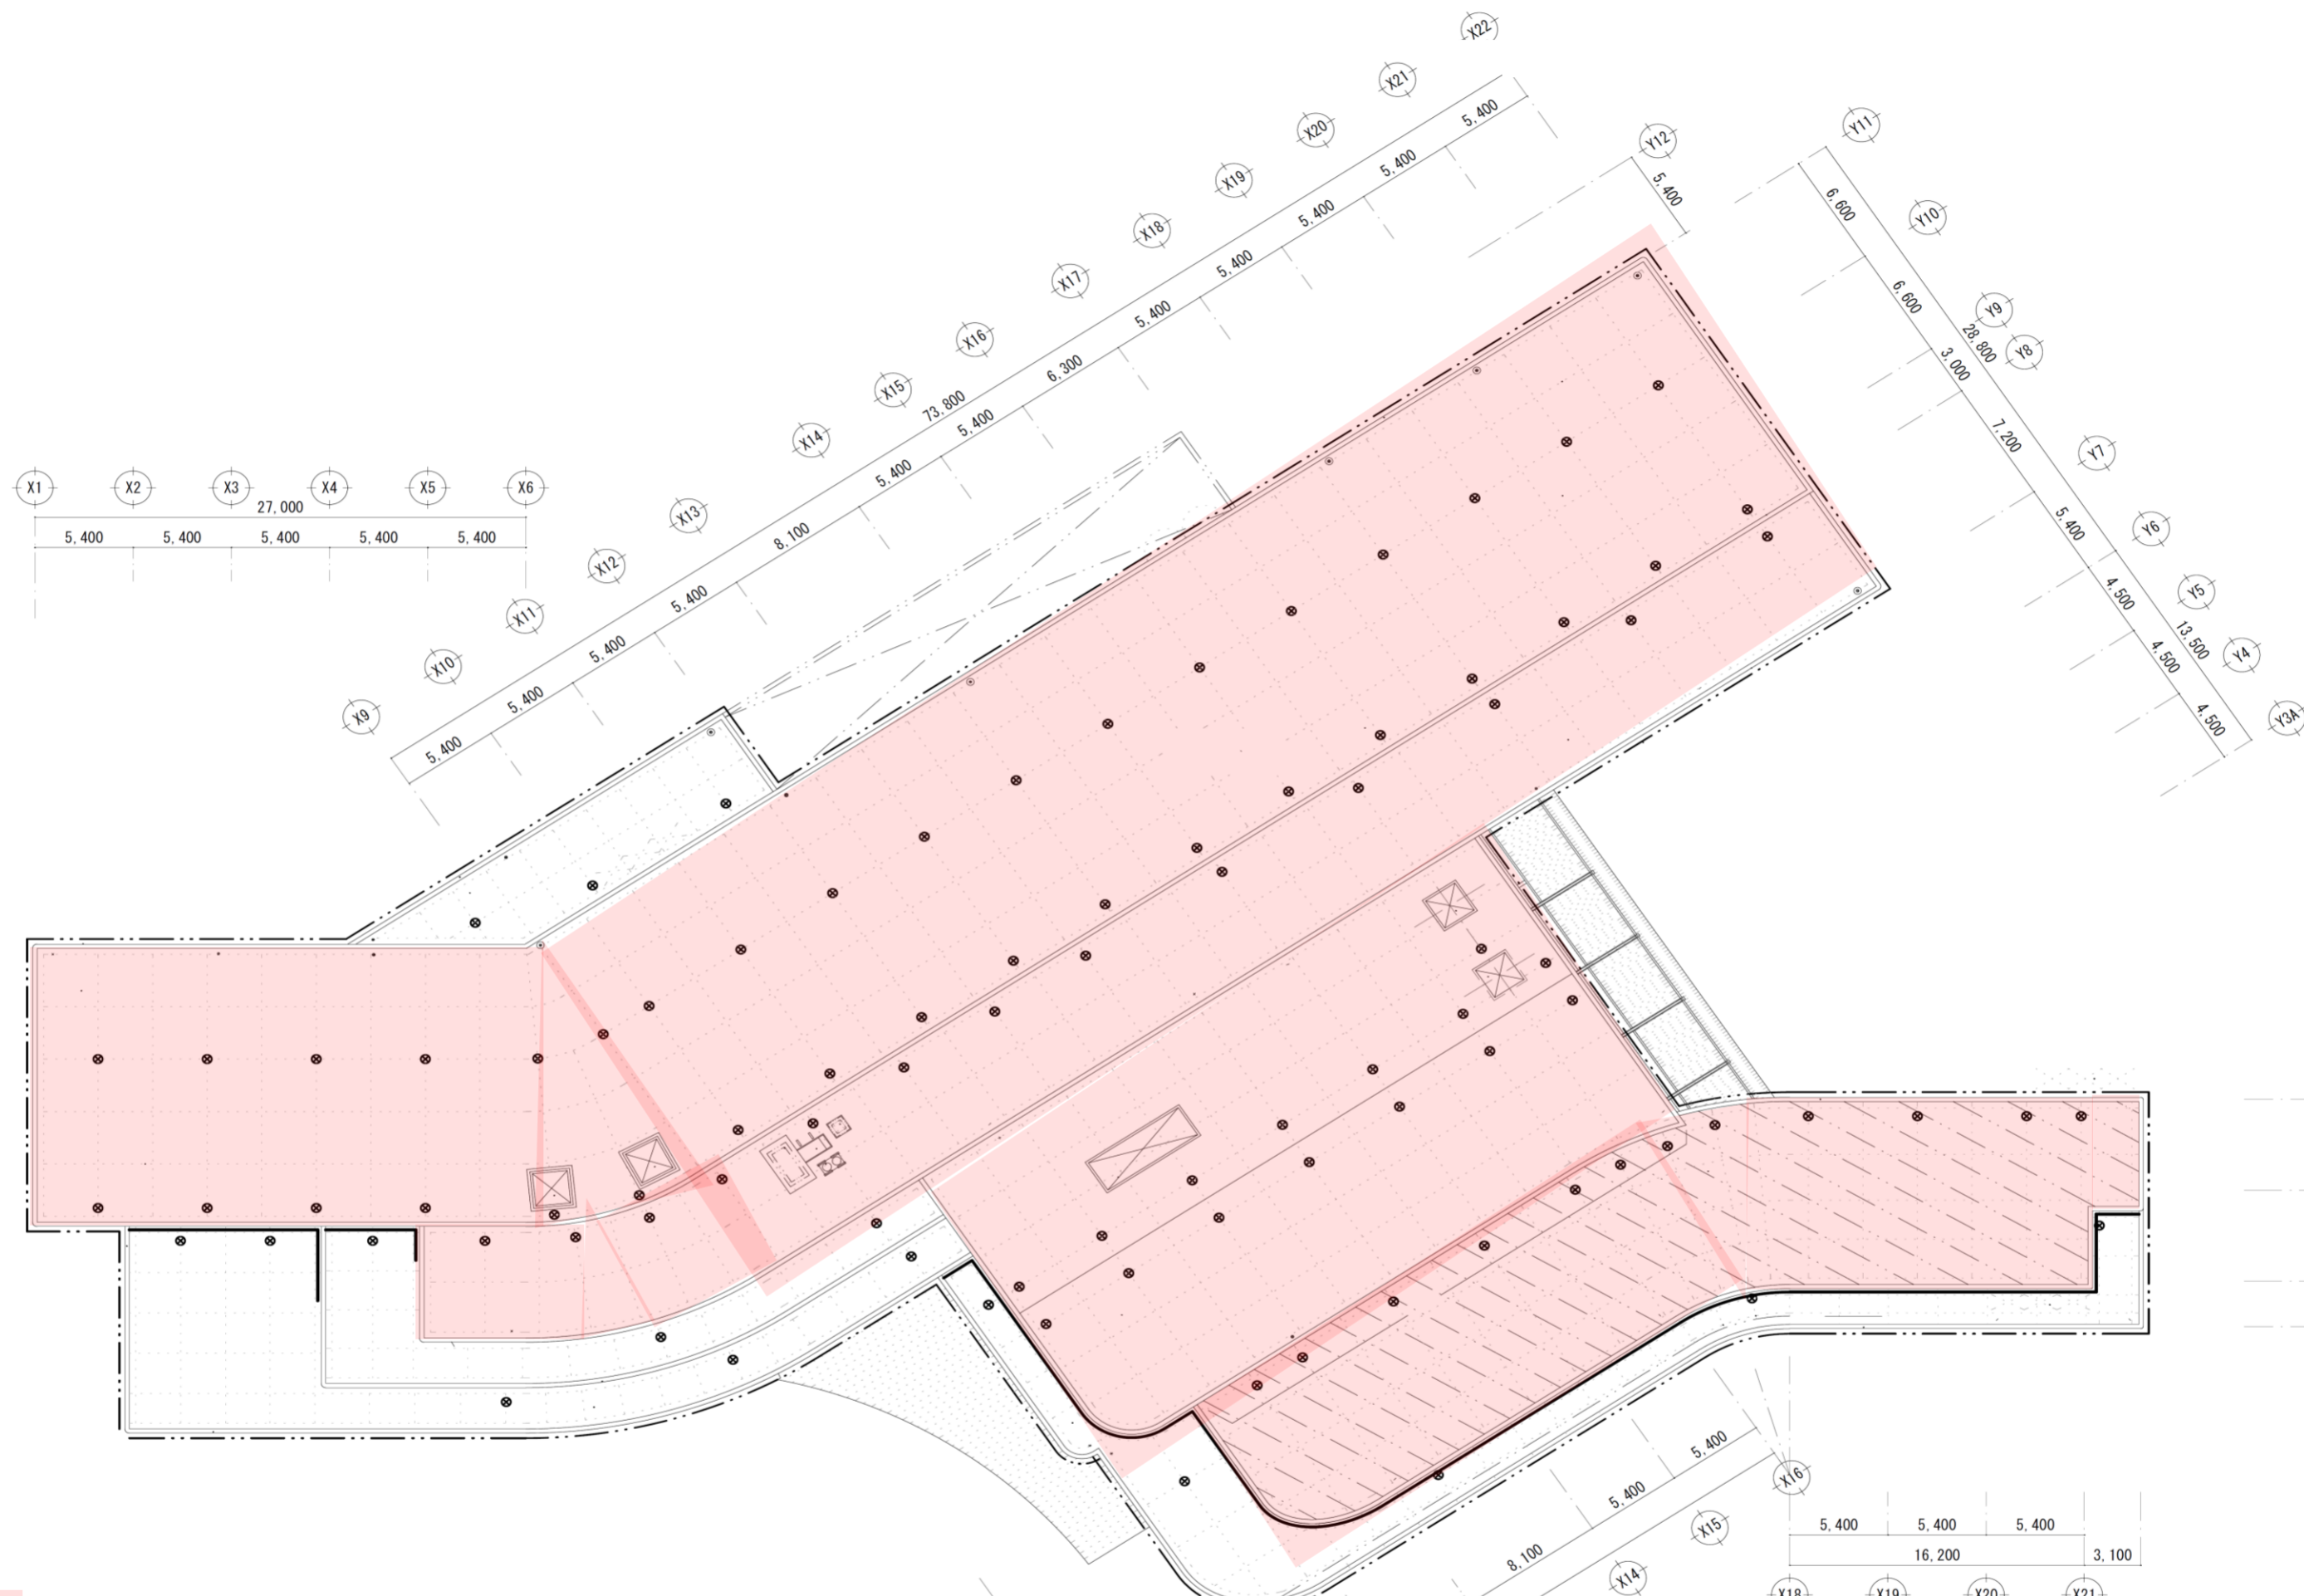 X22
X21
X20
X19
X18
X17
X16
X15
X14
X13
X12
X11
X10
X9
5,400
5,400
5,400
5,400
5,400
6,300
5,400
5,400
8,100
5,400
5,400
5,400
5,400
73,800
Y12
5,400
Y11
Y10
Y9
Y8
Y7
Y6
Y5
Y4
Y3A
6,600
6,600
3,000
7,200
5,400
4,500
4,500
4,500
28,800
13,500
X1 X2 X3 X4 X5 X6
27,000
5,400 5,400 5,400 5,400 5,400
5,400
5,400
8,100
X16
X15
X14
5,400 5,400 5,400
16,200 3,100
X18 X19 X20 X21